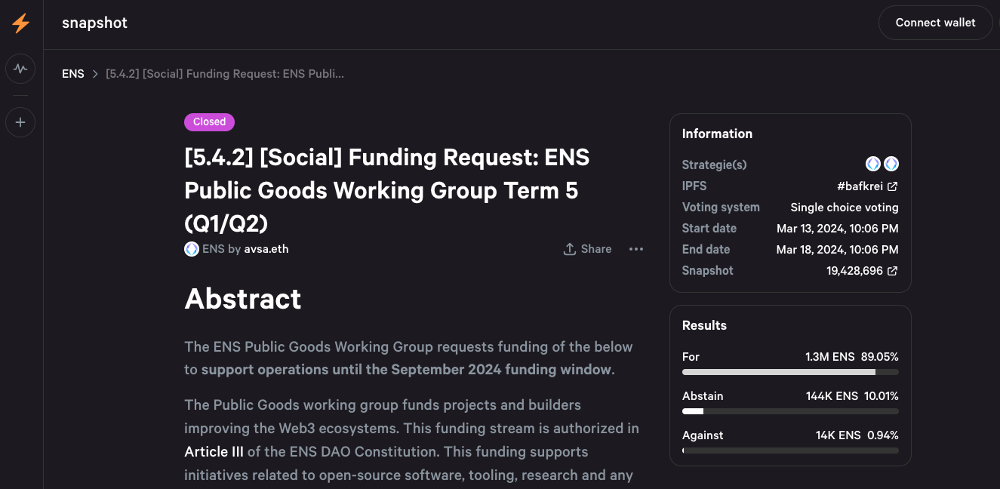 snapshot
Connect wallet
ENS > [5.4.2] [Social] Funding Request: ENS Publi...
Closed
[5.4.2] [Social] Funding Request: ENS
Public Goods Working Group Term 5
(Q1/Q2)
ENS by avsa.eth
Share
Abstract
The ENS Public Goods Working Group requests funding of the below
to support operations until the September 2024 funding window.
The Public Goods working group funds projects and builders
improving the Web3 ecosystems. This funding stream is authorized in
Article III of the ENS DAO Constitution. This funding supports
initiatives related to open-source software, tooling, research and any
Information
Strategie(s)
IPFS #bafkrei
Voting system Single choice voting
Start date Mar 13, 2024, 10:06 PM
End date Mar 18, 2024, 10:06 PM
Snapshot 19,428,696
Results
For 1.3M ENS 89.05%
Abstain 144K ENS 10.01%
Against 14K ENS 0.94%